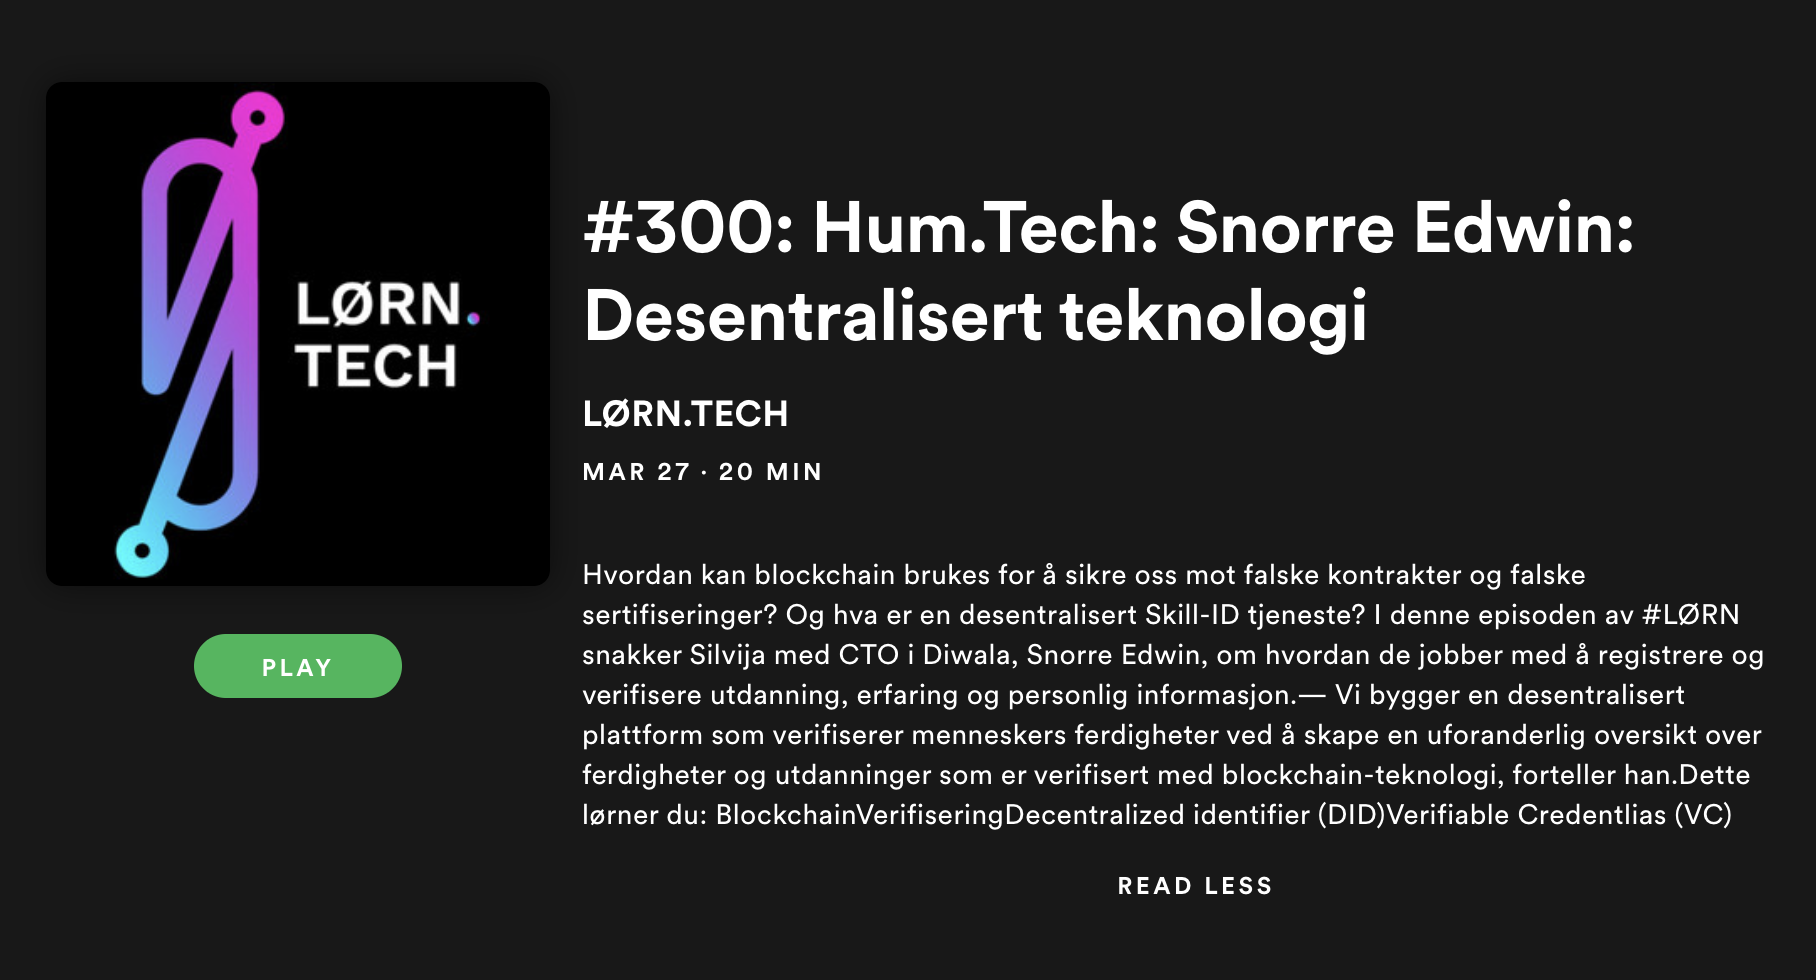 LØRN.
TECH
#300: Hum.Tech: Snorre Edwin:
Desentralisert teknologi
LØRN.TECH
MAR 27 · 20 MIN
Hvordan kan blockchain brukes for å sikre oss mot falske kontrakter og falske
sertifiseringer? Og hva er en desentralisert Skill-ID tjeneste? I denne episoden av #LØRN
snakker Silvija med CTO i Diwala, Snorre Edwin, om hvordan de jobber med å registrere og
verifisere utdanning, erfaring og personlig informasjon.— Vi bygger en desentralisert
plattform som verifiserer menneskers ferdigheter ved å skape en uforanderlig oversikt over
ferdigheter og utdanninger som er verifisert med blockchain-teknologi, forteller han.Dette
lørner du: BlockchainVerifiseringDecentralized identifier (DID)Verifiable Credentlias (VC)
PLAY
READ LESS